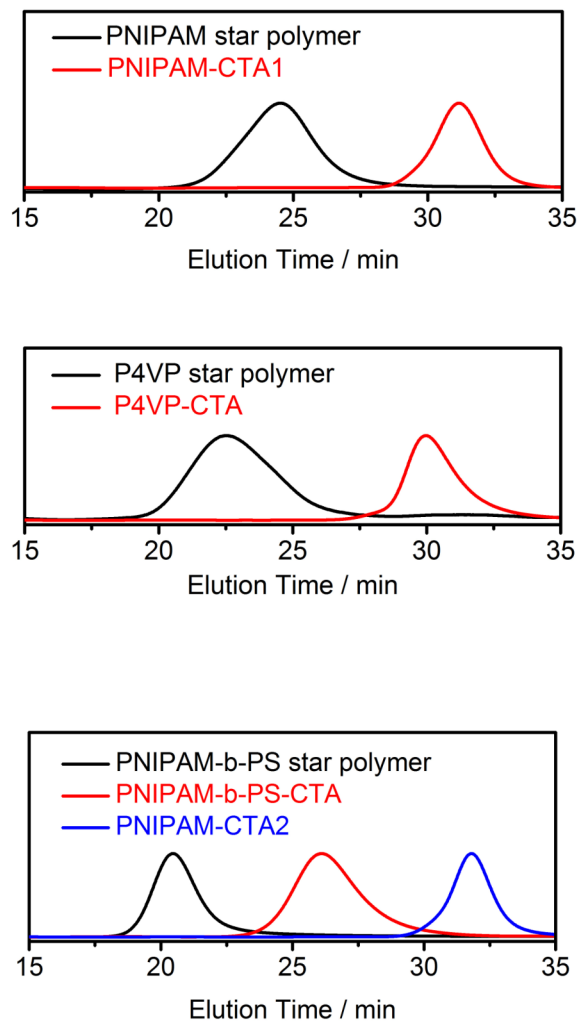 PNIPAM star polymer
PNIPAM-CTA1
15 20 25 30 35
Elution Time / min
P4VP star polymer
P4VP-CTA
15 20 25 30 35
Elution Time / min
PNIPAM-b-PS star polymer
PNIPAM-b-PS-CTA
PNIPAM-CTA2
15 20 25 30 35
Elution Time / min